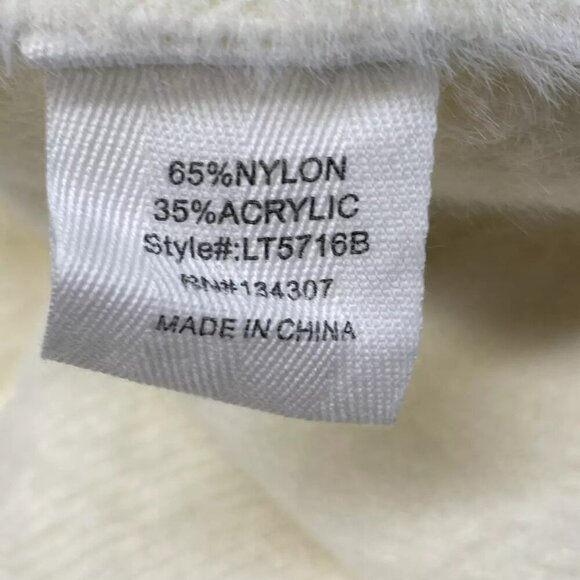 65%NYLON
35%ACRYLIC
Style#:LT5716B
RN#134307
MADE IN CHINA